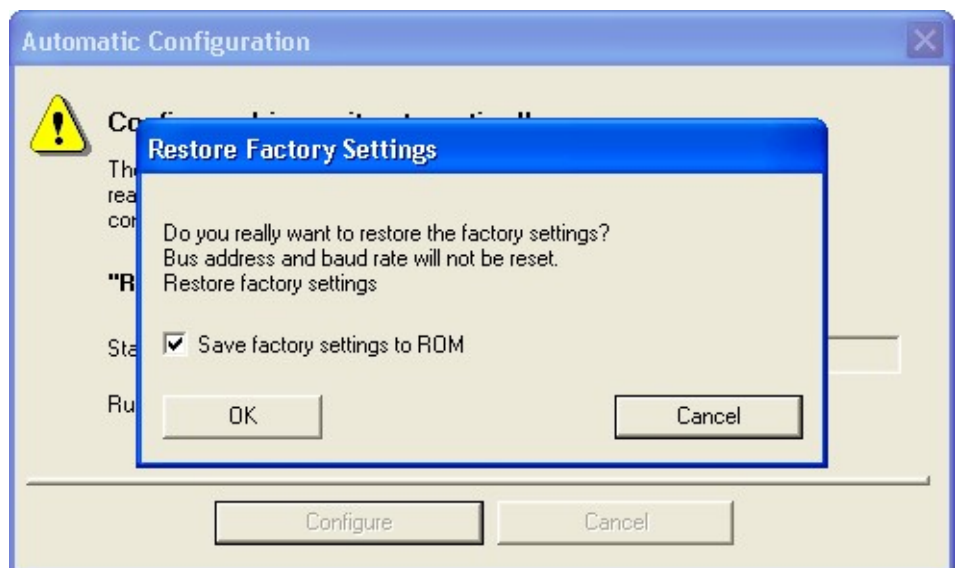 Automatic Configuration
Restore Factory Settings
Do you really want to restore the factory settings?
Bus address and baud rate will not be reset.
Restore factory settings
Save factory settings to ROM
OK
Cancel
Configure
Cancel